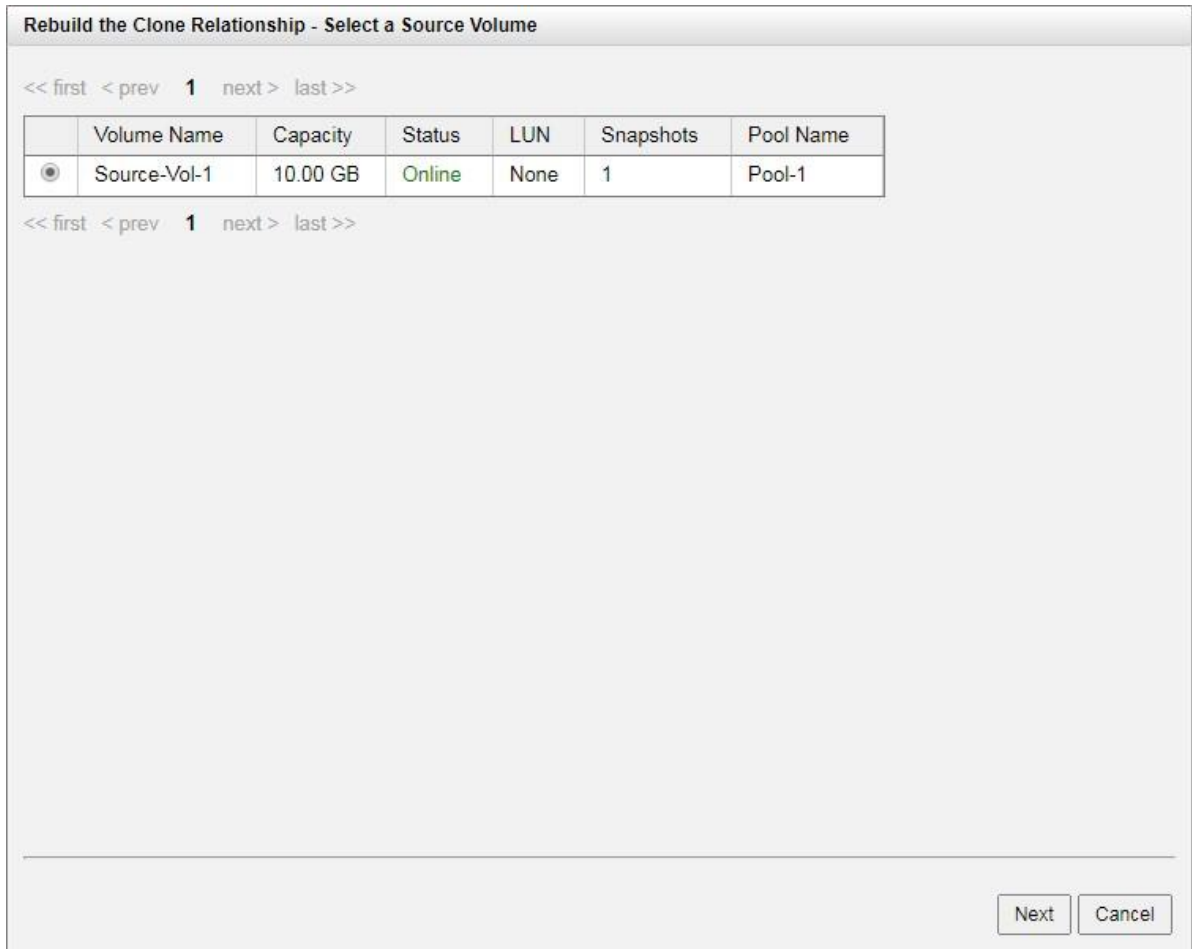 Rebuild the Clone Relationship - Select a Source Volume
<< first < prev 1 next > last >>
Volume Name Capacity Status LUN Snapshots Pool Name
Source-Vol-1 10.00 GB Online None 1 Pool-1
<< first < prev 1 next > last >>
Next Cancel